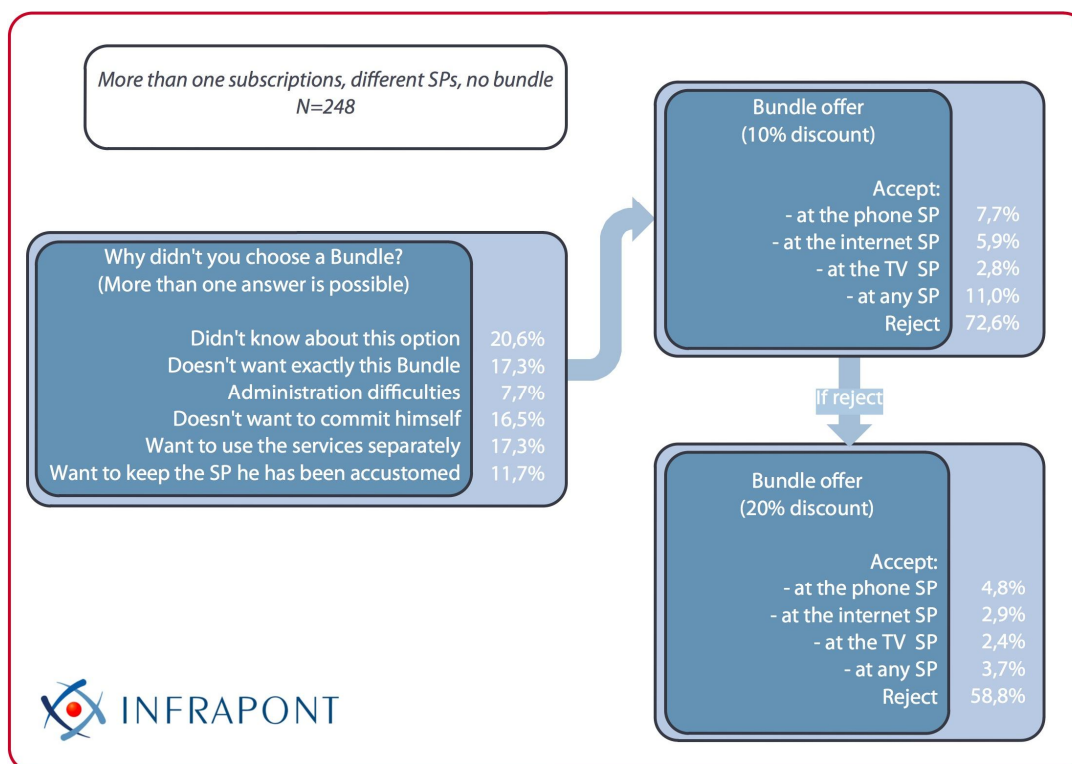 More than one subscriptions, different SPs, no bundle
N=248
Why didn't you choose a Bundle?
(More than one answer is possible)
Didn't know about this option 20,6%
Doesn't want exactly this Bundle 17,3%
Administration difficulties 7,7%
Doesn't want to commit himself 16,5%
Want to use the services separately 17,3%
Want to keep the SP he has been accustomed 11,7%
Bundle offer
(10% discount)
Accept:
- at the phone SP 7,7%
- at the internet SP 5,9%
- at the TV SP 2,8%
- at any SP 11,0%
Reject 72,6%
If reject
Bundle offer
(20% discount)
Accept:
- at the phone SP 4,8%
- at the internet SP 2,9%
- at the TV SP 2,4%
- at any SP 3,7%
Reject 58,8%
INFRAPONT